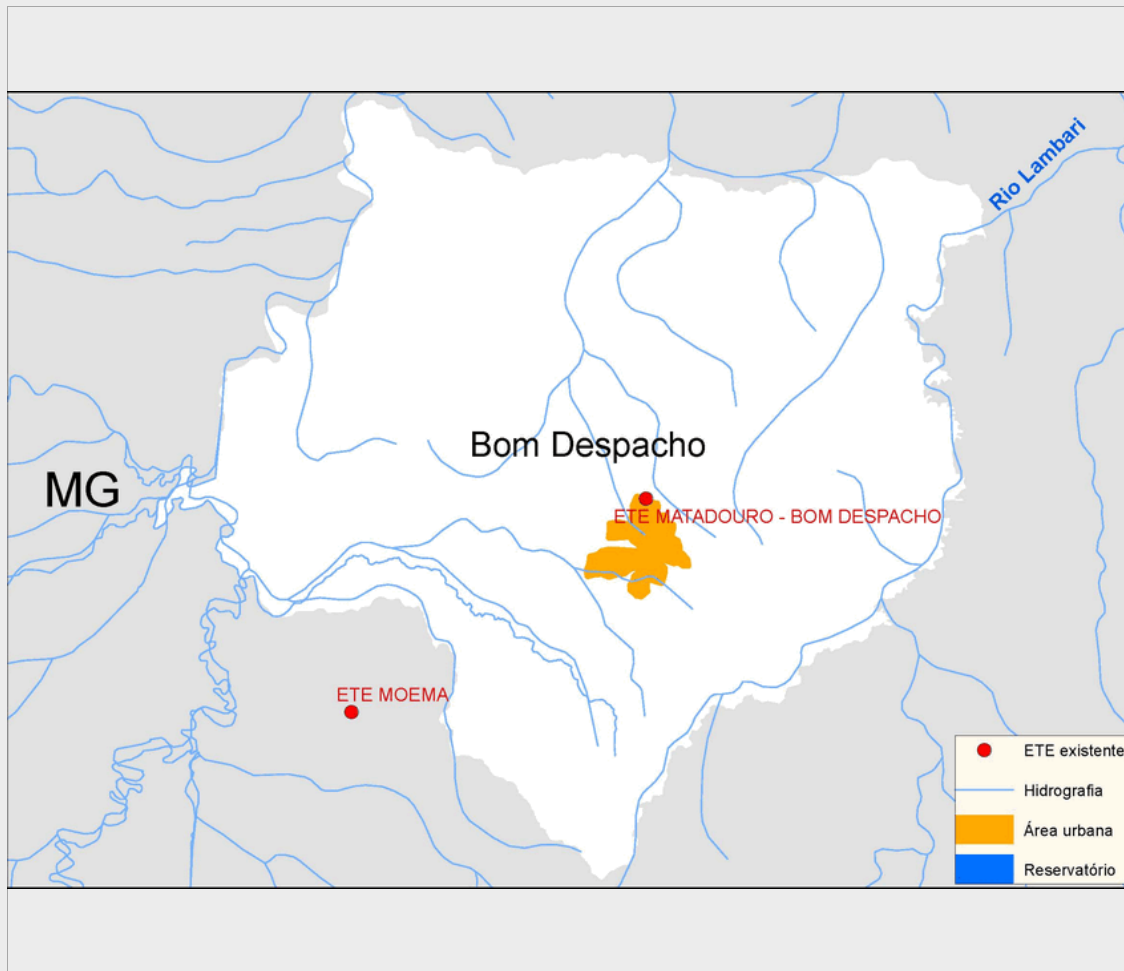 Rio Lambari
Bom Despacho
MG
ETE MATADOURO - BOM DESPACHO
ETE MOEMA
ETE existente
Hidrografia
Área urbana
Reservatório